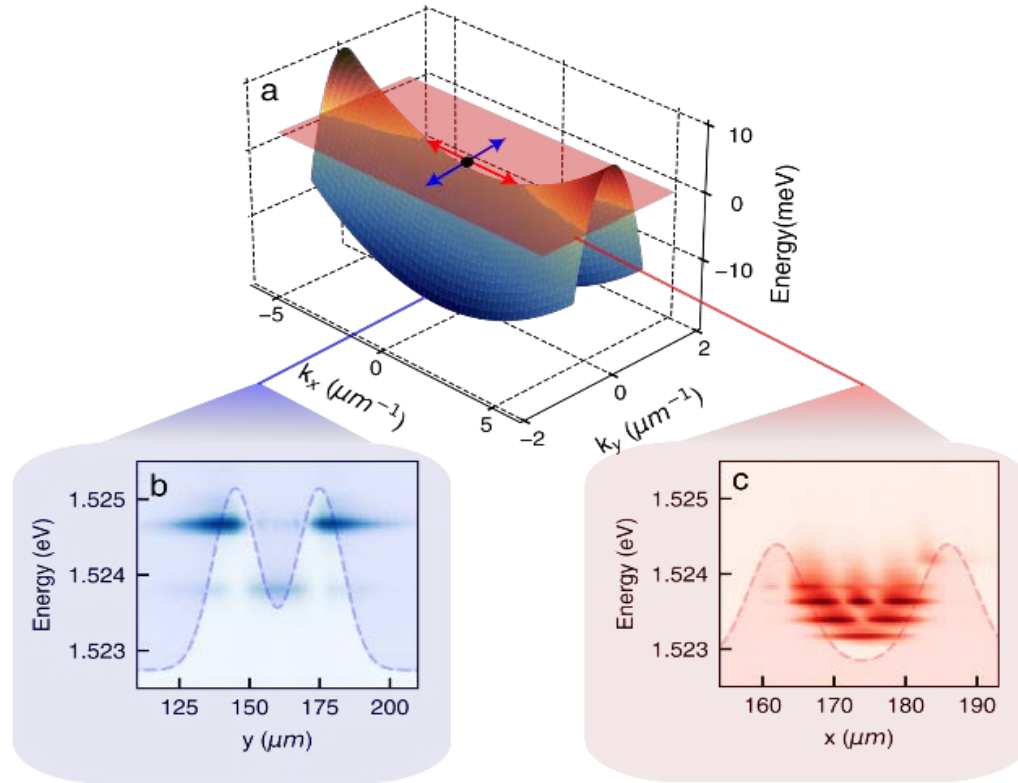 a
10
0
-10
Energy(meV)
-5
0
5
kₓ (μm⁻¹)
-2
0
2
k_y (μm⁻¹)
b
1.525
1.524
1.523
Energy (eV)
125 150 175 200
y (μm)
c
1.525
1.524
1.523
Energy (eV)
160 170 180 190
x (μm)